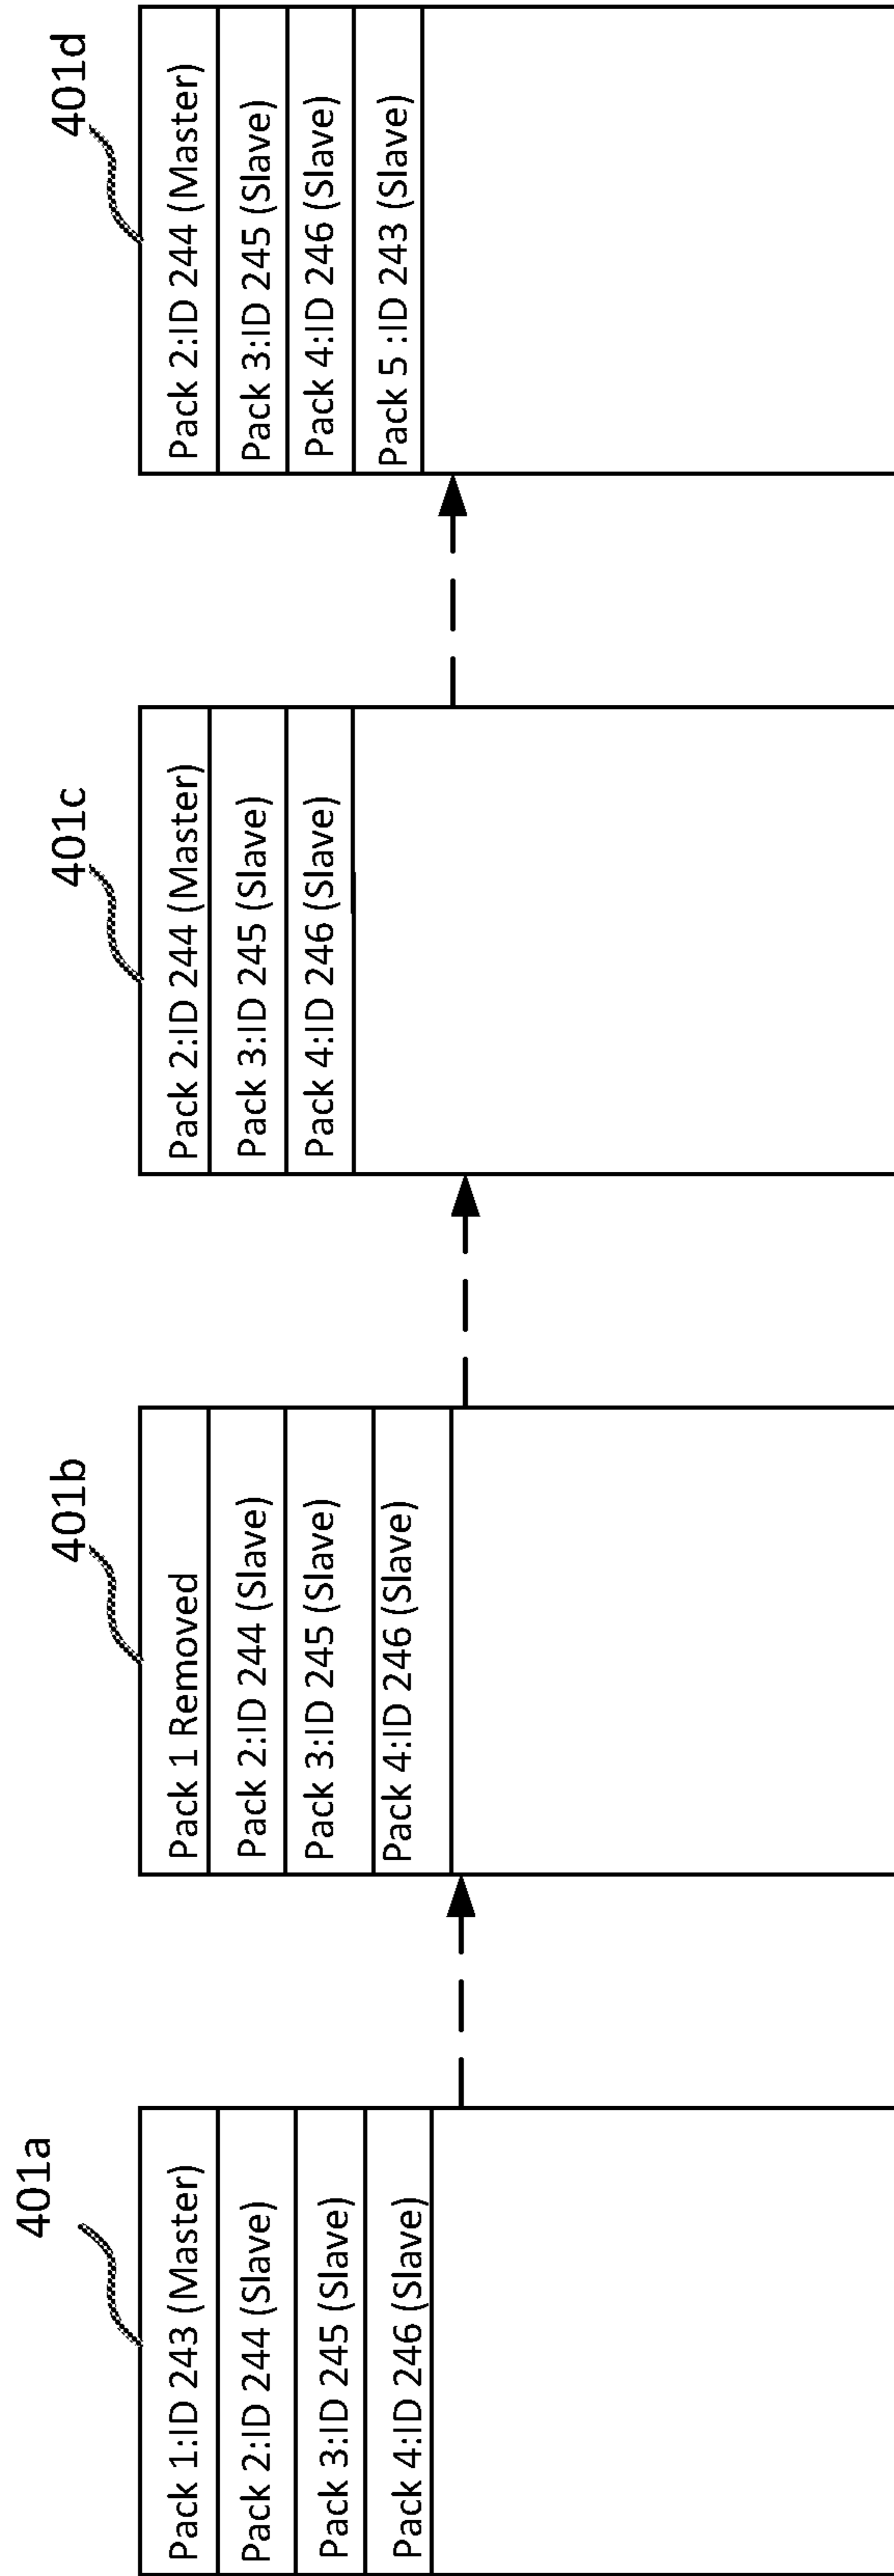 401a
Pack 1:ID 243 (Master)
Pack 2:ID 244 (Slave)
Pack 3:ID 245 (Slave)
Pack 4:ID 246 (Slave)
401b
Pack 1 Removed
Pack 2:ID 244 (Slave)
Pack 3:ID 245 (Slave)
Pack 4:ID 246 (Slave)
401c
Pack 2:ID 244 (Master)
Pack 3:ID 245 (Slave)
Pack 4:ID 246 (Slave)
401d
Pack 2:ID 244 (Master)
Pack 3:ID 245 (Slave)
Pack 4:ID 246 (Slave)
Pack 5 :ID 243 (Slave)